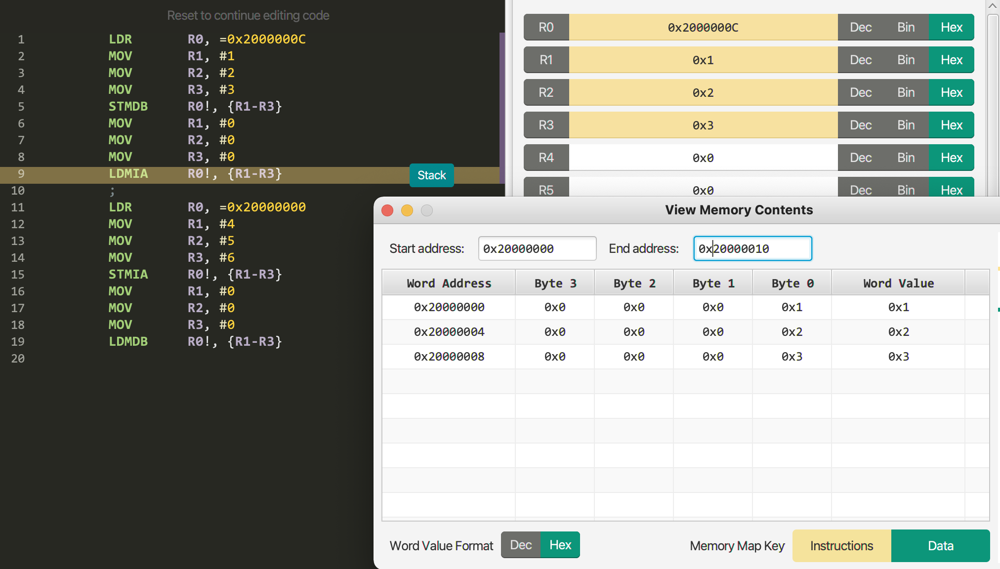 Reset to continue editing code
1 LDR R0, =0x2000000C
2 MOV R1, #1
3 MOV R2, #2
4 MOV R3, #3
5 STMDB R0!, {R1-R3}
6 MOV R1, #0
7 MOV R2, #0
8 MOV R3, #0
9 LDMIA R0!, {R1-R3} Stack
10 ;
11 LDR R0, =0x20000000
12 MOV R1, #4
13 MOV R2, #5
14 MOV R3, #6
15 STMIA R0!, {R1-R3}
16 MOV R1, #0
17 MOV R2, #0
18 MOV R3, #0
19 LDMDB R0!, {R1-R3}
20
R0 0x2000000C Dec Bin Hex
R1 0x1 Dec Bin Hex
R2 0x2 Dec Bin Hex
R3 0x3 Dec Bin Hex
R4 0x0 Dec Bin Hex
R5 0x0 Dec Bin Hex
View Memory Contents
Start address: 0x20000000 End address: 0x20000010
Word Address Byte 3 Byte 2 Byte 1 Byte 0 Word Value
0x20000000 0x0 0x0 0x0 0x1 0x1
0x20000004 0x0 0x0 0x0 0x2 0x2
0x20000008 0x0 0x0 0x0 0x3 0x3
Word Value Format Dec Hex Memory Map Key Instructions Data